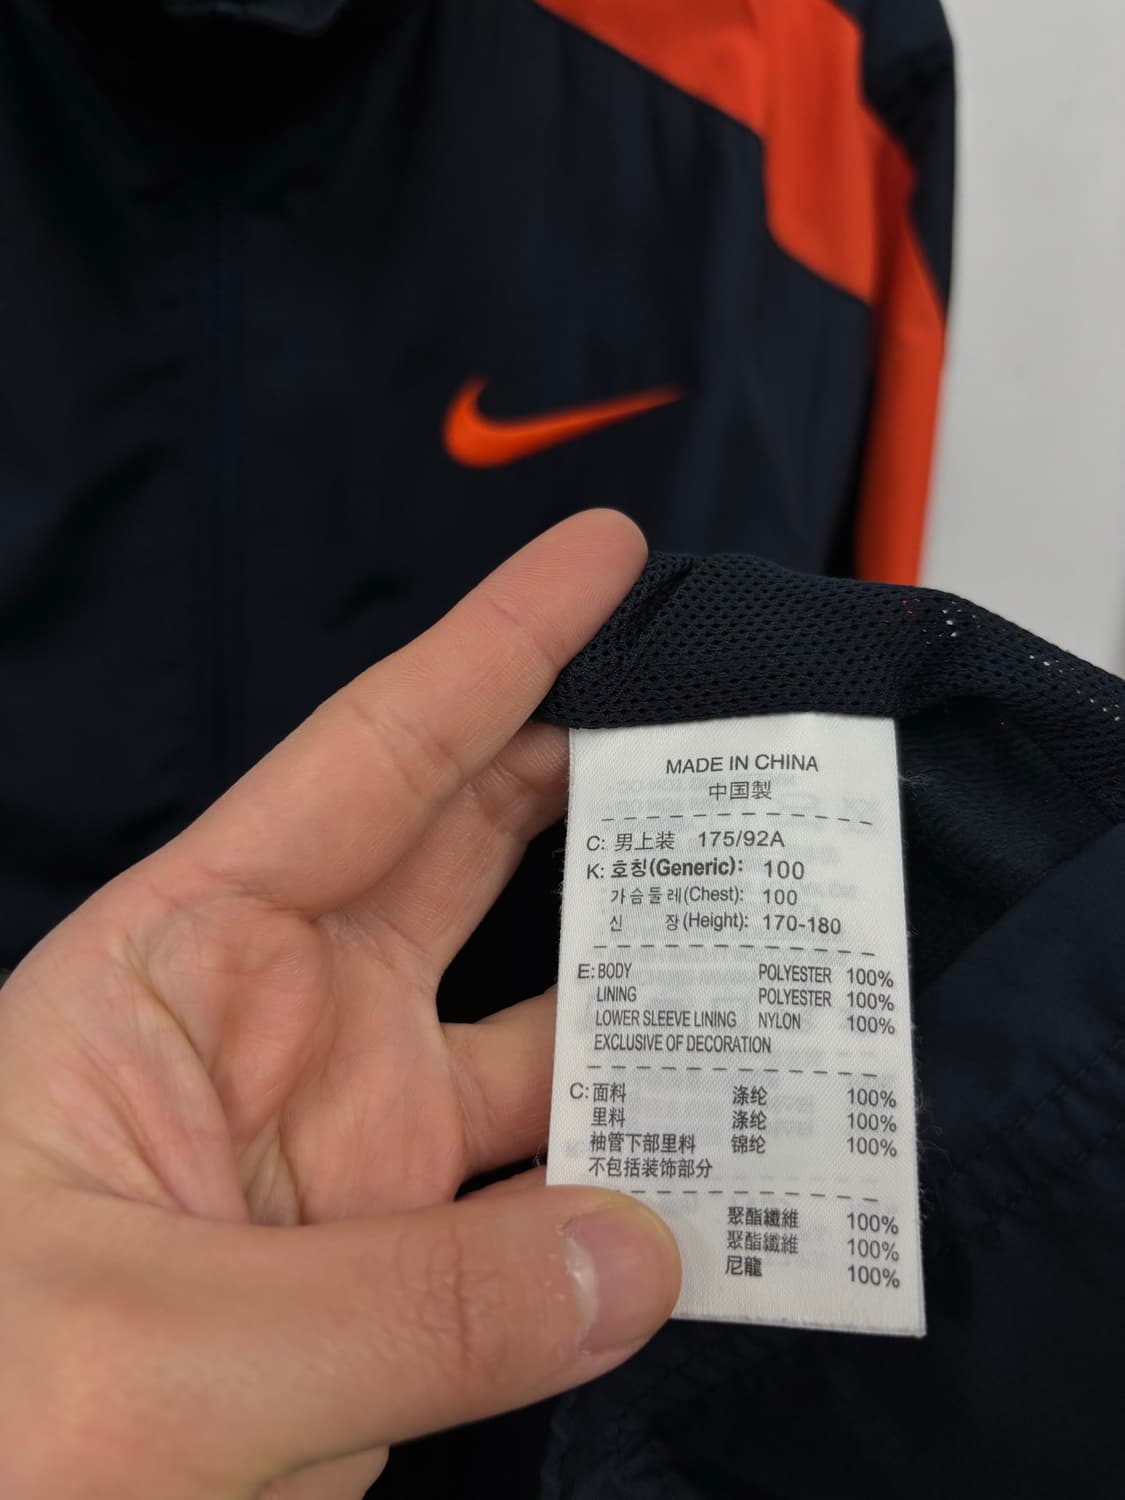 MADE IN CHINA
中国製
C: 男上装 175/92A
K: 호칭(Generic): 100
가슴둘레(Chest): 100
신 장(Height): 170-180
E: BODY POLYESTER 100%
LINING POLYESTER 100%
LOWER SLEEVE LINING NYLON 100%
EXCLUSIVE OF DECORATION
C: 面料 涤纶 100%
里料 涤纶 100%
袖管下部里料 锦纶 100%
不包括装饰部分
聚酯纖維 100%
聚酯纖維 100%
尼龍 100%